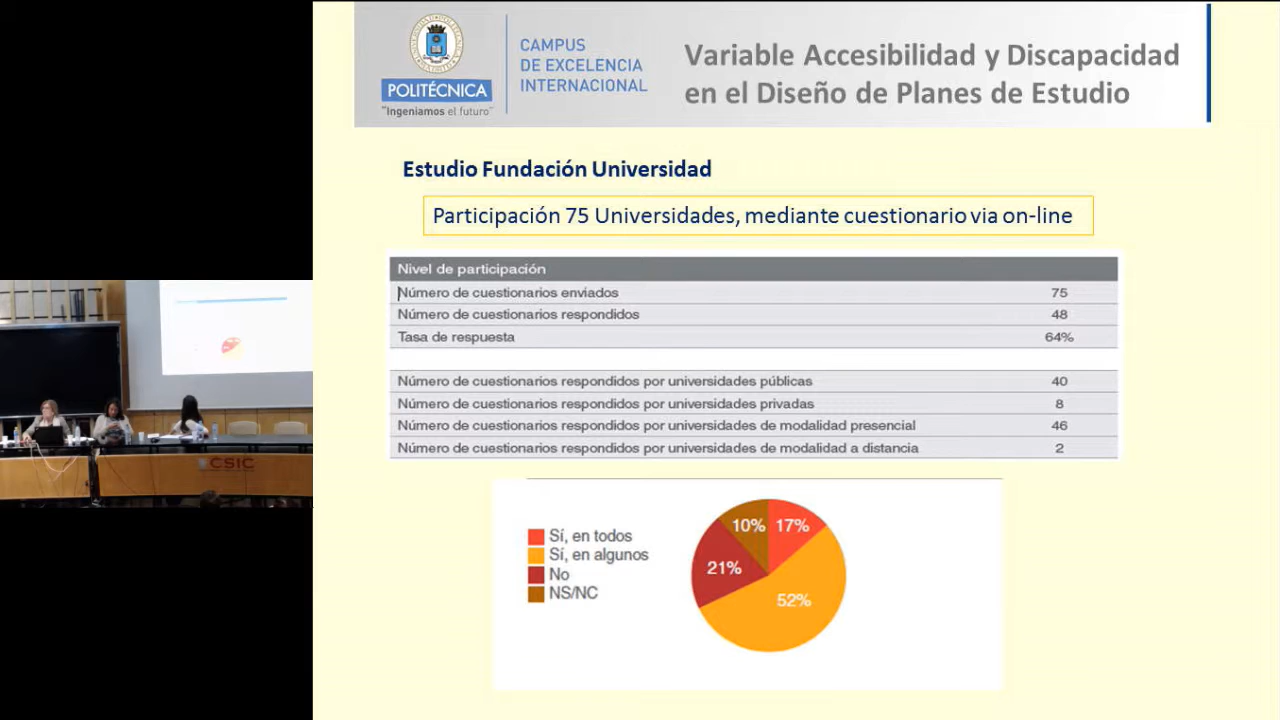 POLITÉCNICA
"Ingeniamos el futuro"
CAMPUS
DE EXCELENCIA
INTERNACIONAL
Variable Accesibilidad y Discapacidad
en el Diseño de Planes de Estudio
Estudio Fundación Universidad
Participación 75 Universidades, mediante cuestionario via on-line
Nivel de participación
Número de cuestionarios enviados 75
Número de cuestionarios respondidos 48
Tasa de respuesta 64%
Número de cuestionarios respondidos por universidades públicas 40
Número de cuestionarios respondidos por universidades privadas 8
Número de cuestionarios respondidos por universidades de modalidad presencial 46
Número de cuestionarios respondidos por universidades de modalidad a distancia 2
Sí, en todos
Sí, en algunos
No
NS/NC
10%
17%
21%
52%
CSIC